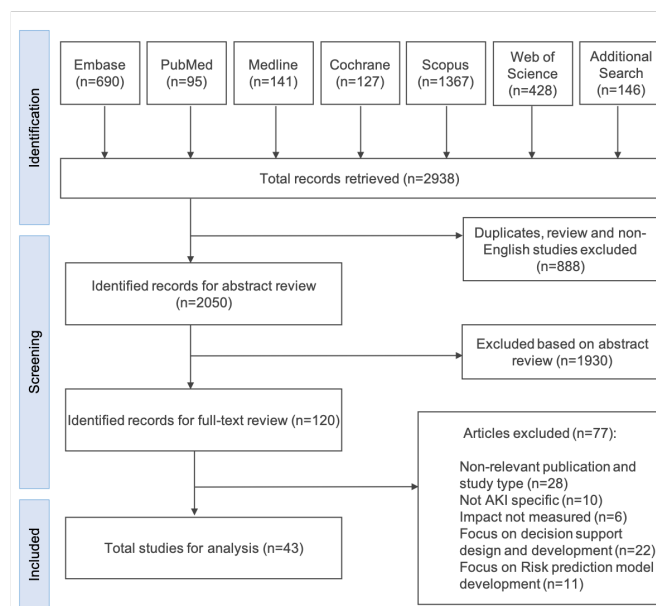 Identification
Embase
(n=690)
PubMed
(n=95)
Medline
(n=141)
Cochrane
(n=127)
Scopus
(n=1367)
Web of
Science
(n=428)
Additional
Search
(n=146)
Total records retrieved (n=2938)
Duplicates, review and non-
English studies excluded
(n=888)
Screening
Identified records for abstract review
(n=2050)
Excluded based on abstract
review (n=1930)
Identified records for full-text review (n=120)
Articles excluded (n=77):
Non-relevant publication and
study type (n=28)
Not AKI specific (n=10)
Impact not measured (n=6)
Focus on decision support
design and development (n=22)
Focus on Risk prediction model
development (n=11)
Included
Total studies for analysis (n=43)